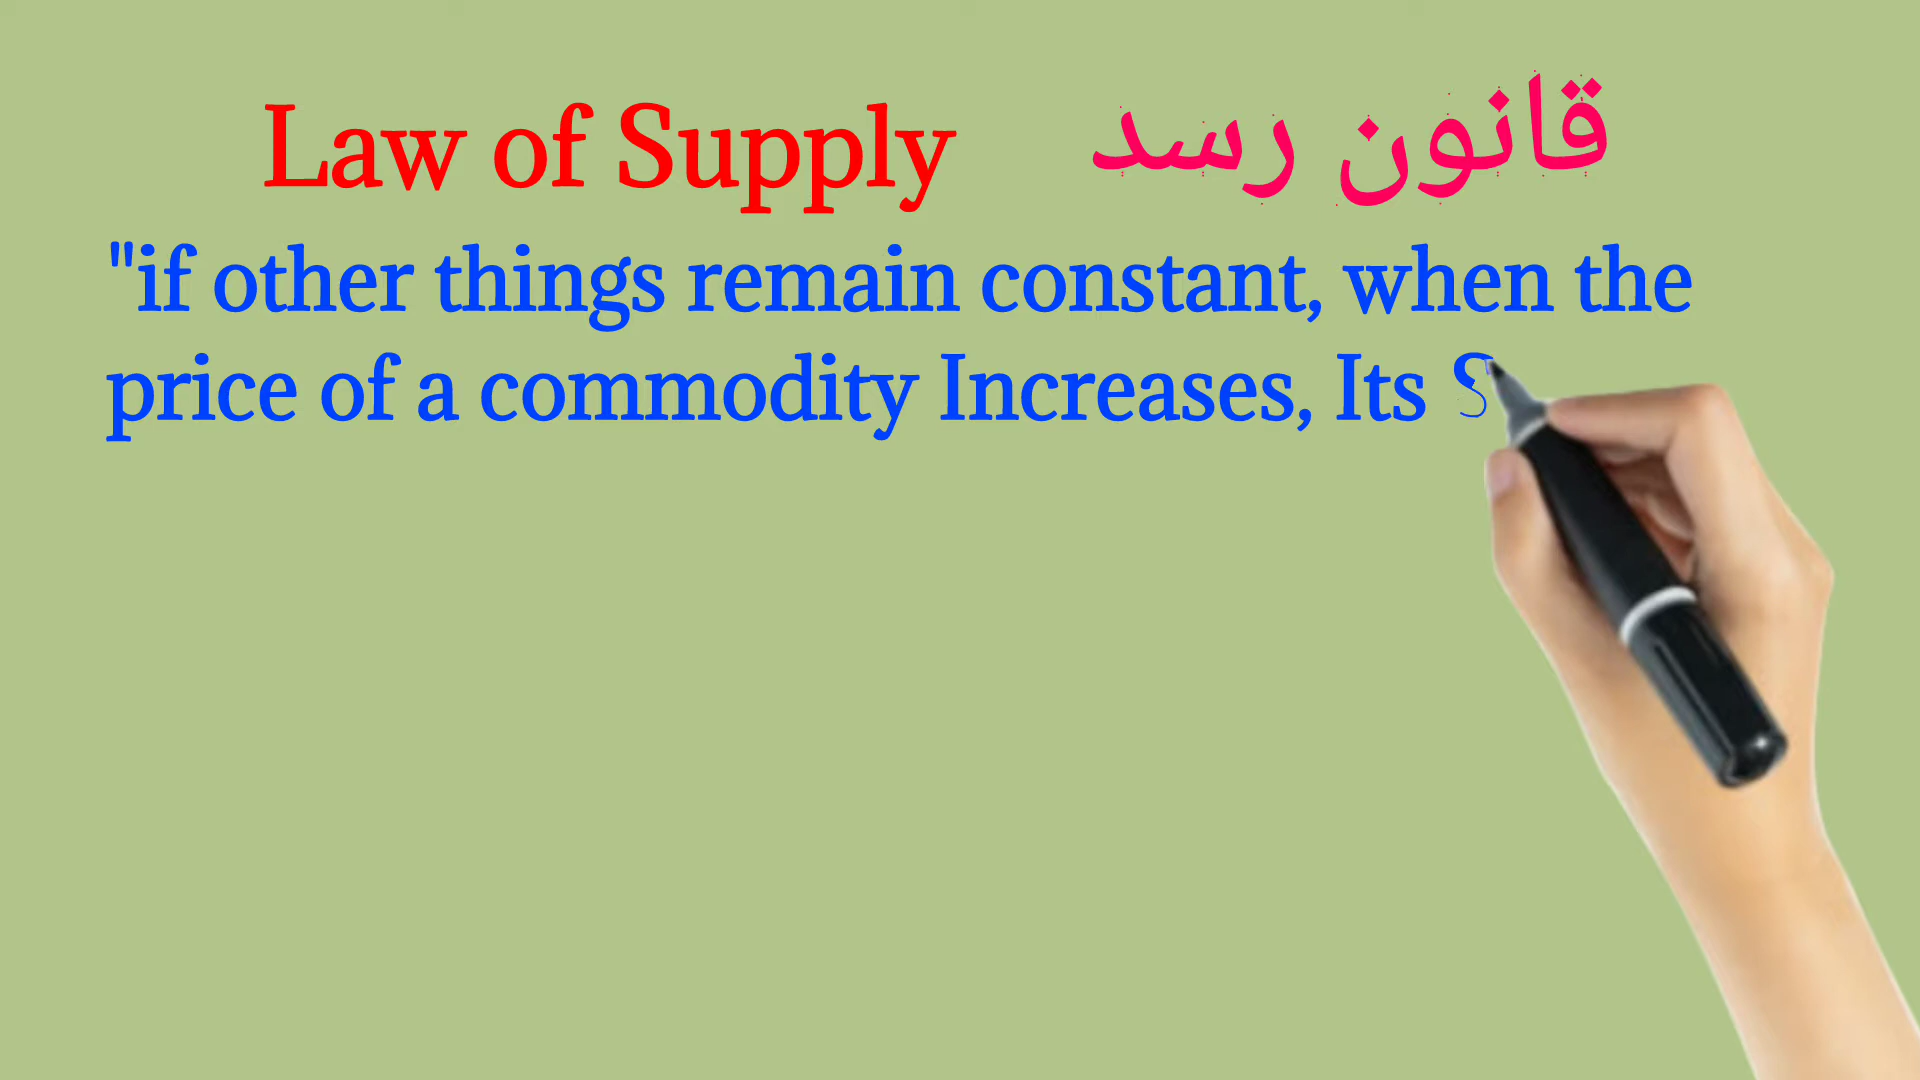 Law of Supply قانون رسد
"if other things remain constant, when the
price of a commodity Increases, Its S